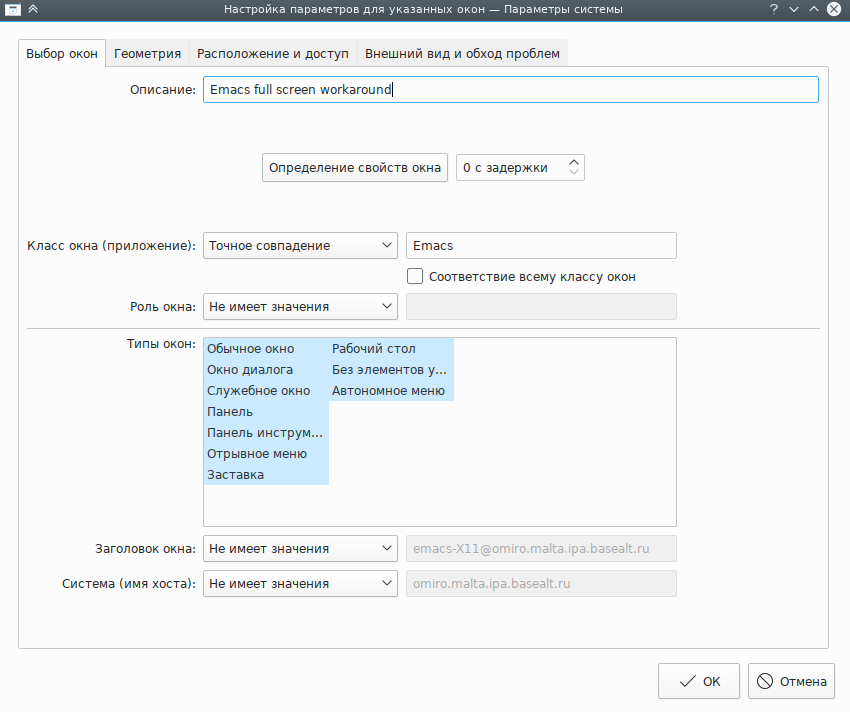 Настройка параметров для указанных окон — Параметры системы
Выбор окон Геометрия Расположение и доступ Внешний вид и обход проблем
Описание: Emacs full screen workaround
Определение свойств окна 0 с задержки
Класс окна (приложение): Точное совпадение Emacs
Соответствие всему классу окон
Роль окна: Не имеет значения
Типы окон: Обычное окно Рабочий стол
Окно диалога Без элементов у...
Служебное окно Автономное меню
Панель
Панель инструм...
Отрывное меню
Заставка
Заголовок окна: Не имеет значения emacs-X11@omiro.malta.ipa.basealt.ru
Система (имя хоста): Не имеет значения omiro.malta.ipa.basealt.ru
ОК Отмена